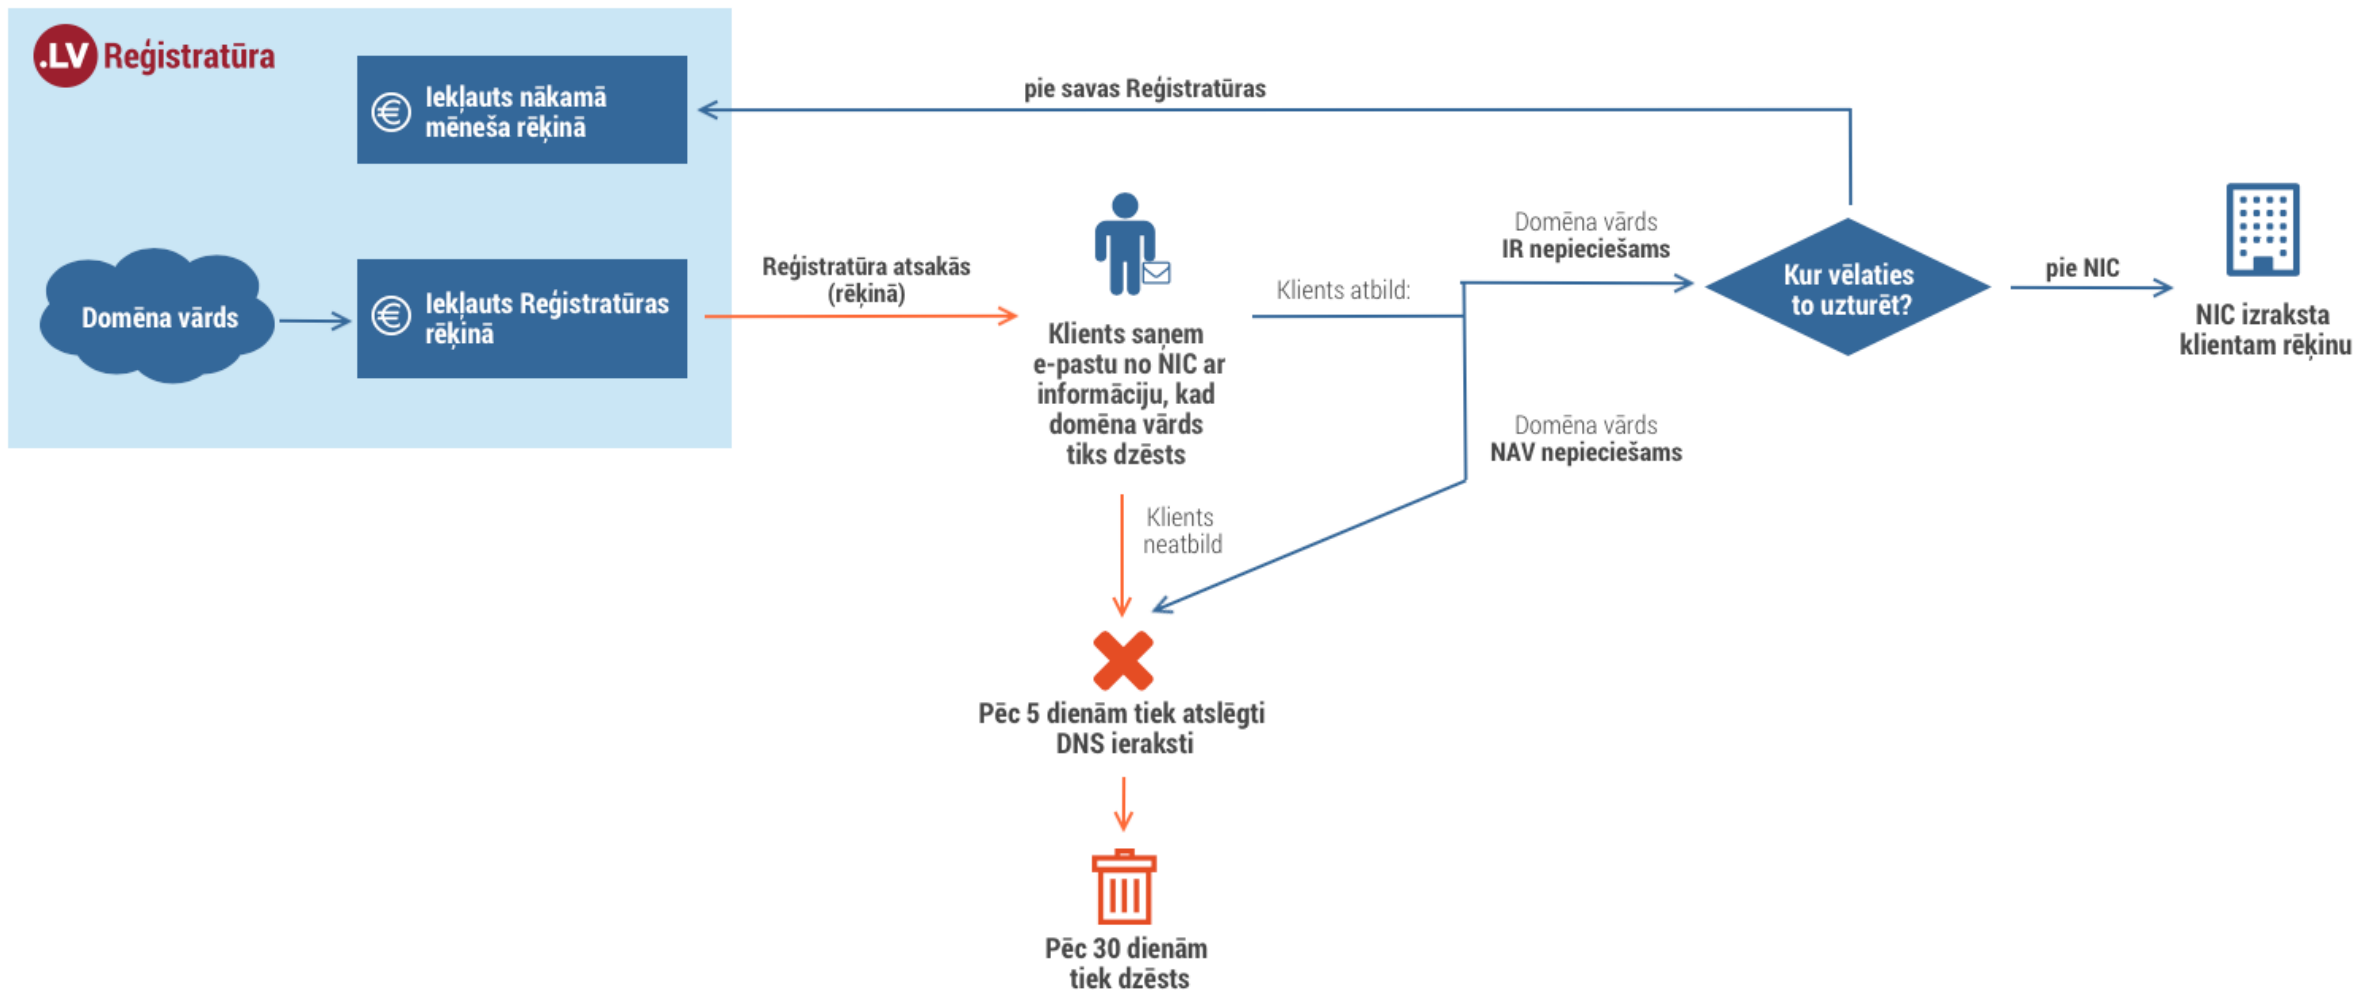 .LV Reģistratūra
Iekļauts nākamā
mēneša rēķinā
pie savas Reģistratūras
Domēna vārds
Iekļauts Reģistratūras
rēķinā
Reģistratūra atsakās
(rēķinā)
Klients saņem
e-pastu no NIC ar
informāciju, kad
domēna vārds
tiks dzēsts
Klients atbild:
Domēna vārds
IR nepieciešams
Kur vēlaties
to uzturēt?
pie NIC
NIC izraksta
klientam rēķinu
Domēna vārds
NAV nepieciešams
Klients
neatbild
Pēc 5 dienām tiek atslēgti
DNS ieraksti
Pēc 30 dienām
tiek dzēsts